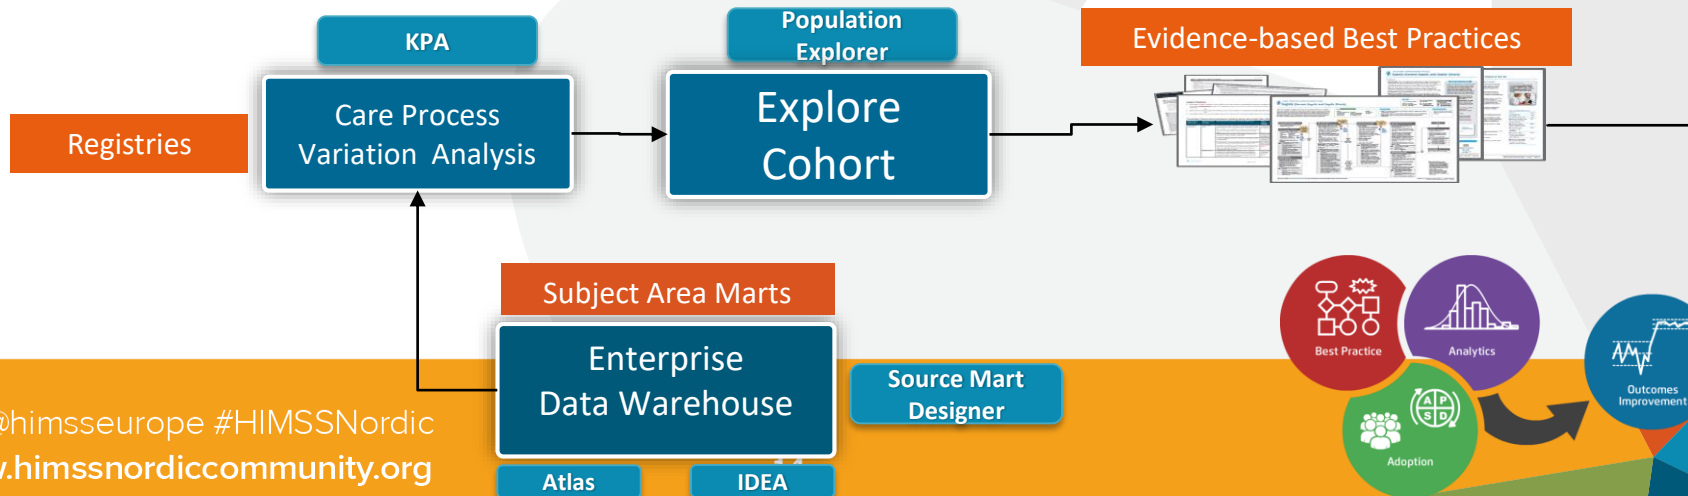 KPA
Population
Explorer
Evidence-based Best Practices
Registries
Care Process
Variation Analysis
Explore
Cohort
Subject Area Marts
Enterprise
Data Warehouse
Source Mart
Designer
Best Practice
Analytics
Outcomes
Improvement
A P
S D
Adoption
@himsseurope #HIMSSNordic
w.himssnordiccommunity.org
Atlas
IDEA